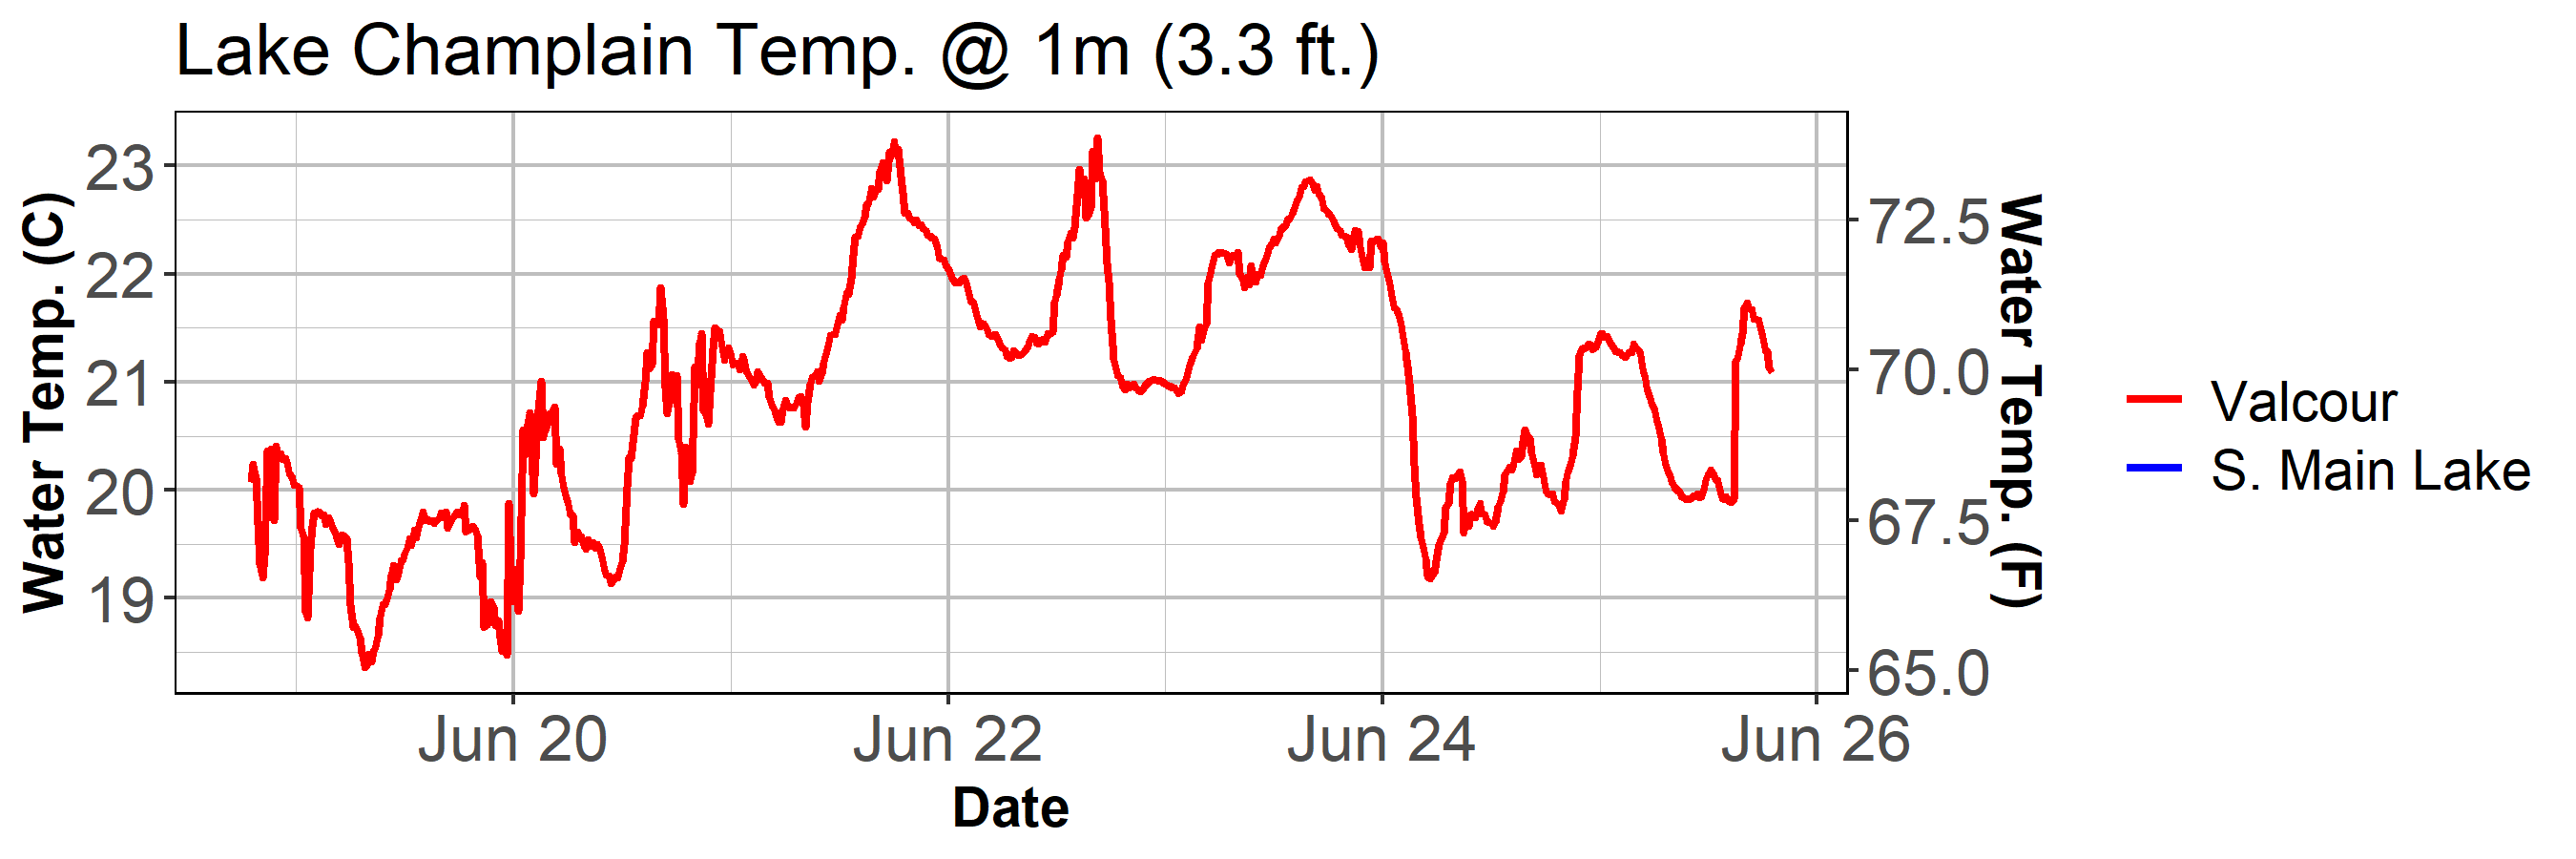 Lake Champlain Temp. @ 1m (3.3 ft.)
Water Temp. (C)
23
22
21
20
19
72.5
70.0
67.5
65.0
Water Temp. (F)
Jun 20
Jun 22
Jun 24
Jun 26
Date
Valcour
S. Main Lake